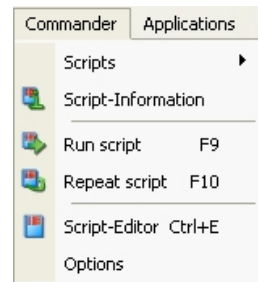 Commander Applications
Scripts
Script-Information
Run script F9
Repeat script F10
Script-Editor Ctrl+E
Options